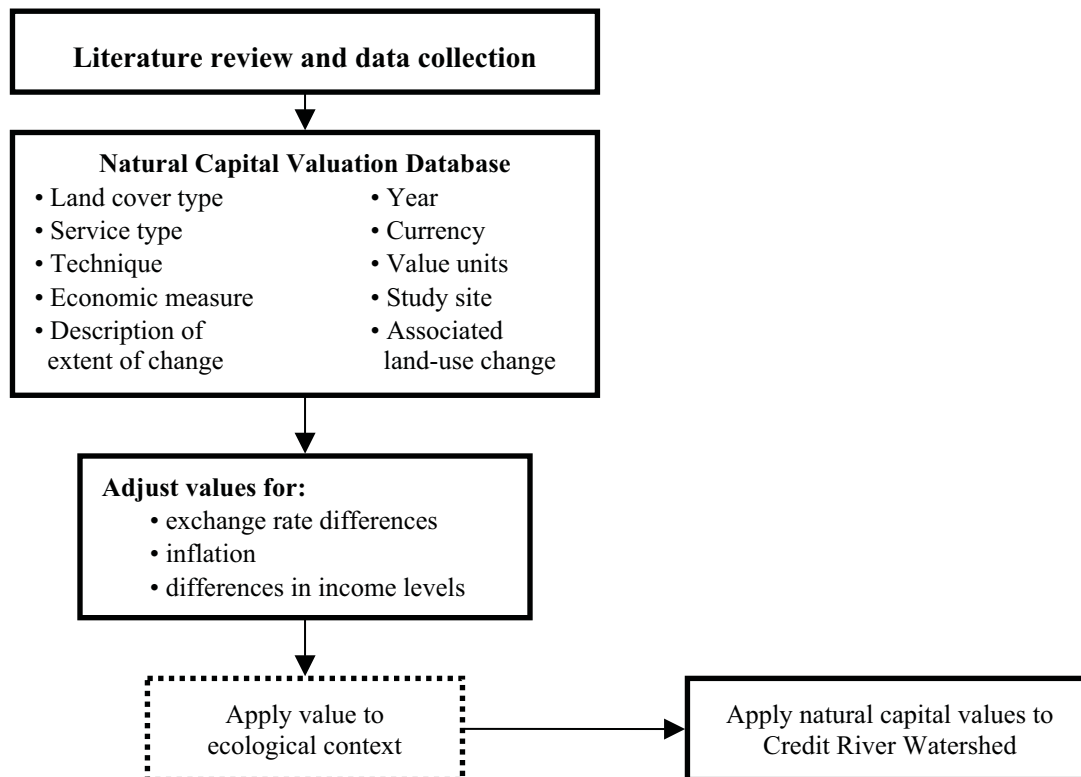 Literature review and data collection
Natural Capital Valuation Database
• Land cover type
• Service type
• Technique
• Economic measure
• Description of
extent of change
• Year
• Currency
• Value units
• Study site
• Associated
land-use change
Adjust values for:
• exchange rate differences
• inflation
• differences in income levels
Apply value to
ecological context
Apply natural capital values to
Credit River Watershed